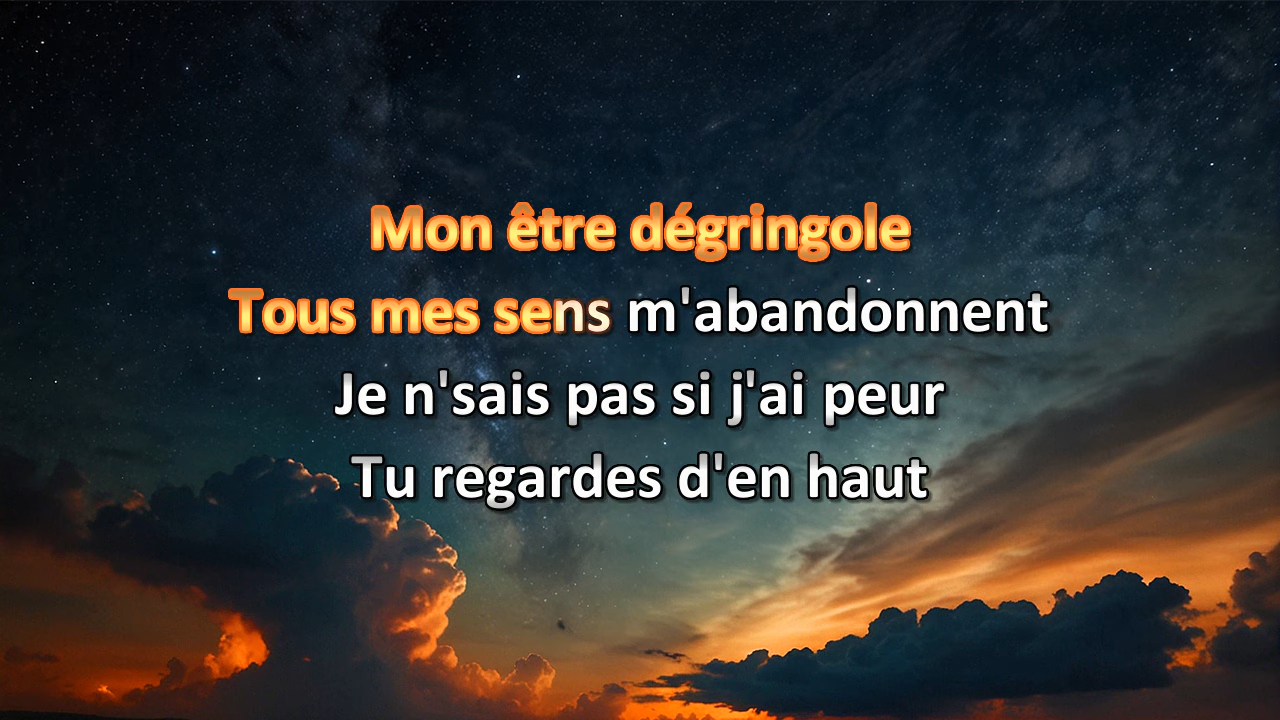 Mon être dégringole
Tous mes sens m'abandonnent
Je n'sais pas si j'ai peur
Tu regardes d'en haut